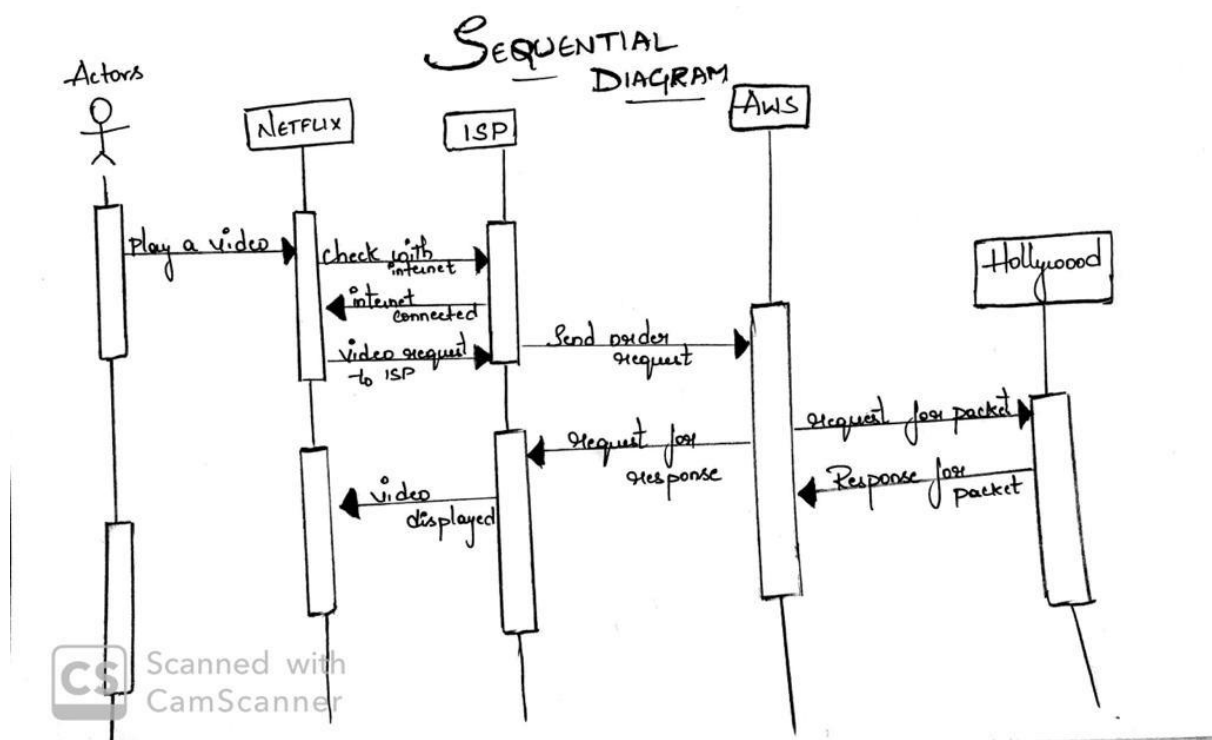 SEQUENTIAL
DIAGRAM
Actors
NETFLIX
ISP
AWS
Hollywood
Play a video
check with
internet
internet
connected
video request
to ISP
Send order
request
request for packet
request for
response
Response for
packet
video
displayed
CS
Scanned with
CamScanner